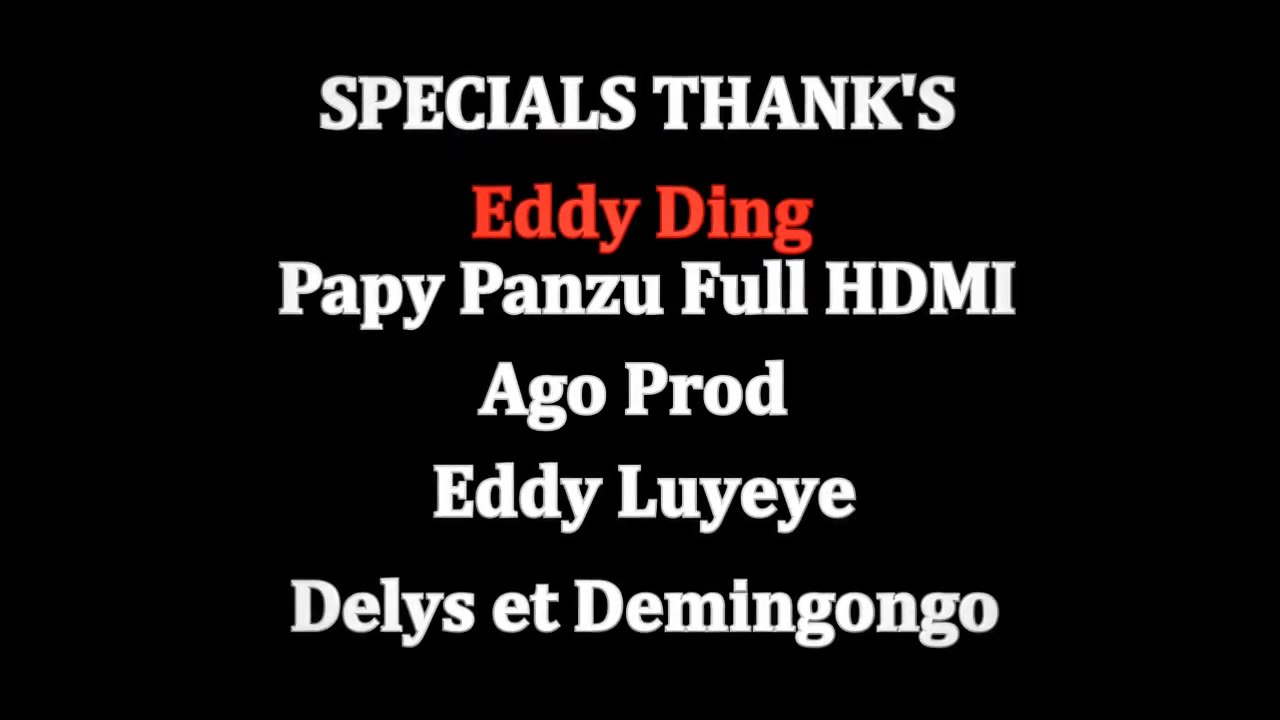 SPECIALS THANK'S
Eddy Ding
Papy Panzu Full HDMI
Ago Prod
Eddy Luyeye
Delys et Demingongo